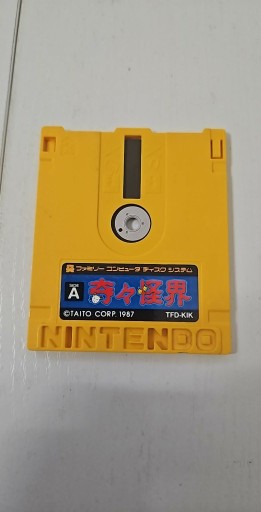 ファミリー コンピュータ ディスク システム
SIDE A
奇々怪界
©TAITO CORP. 1987 TFD-KIK
NINTENDO